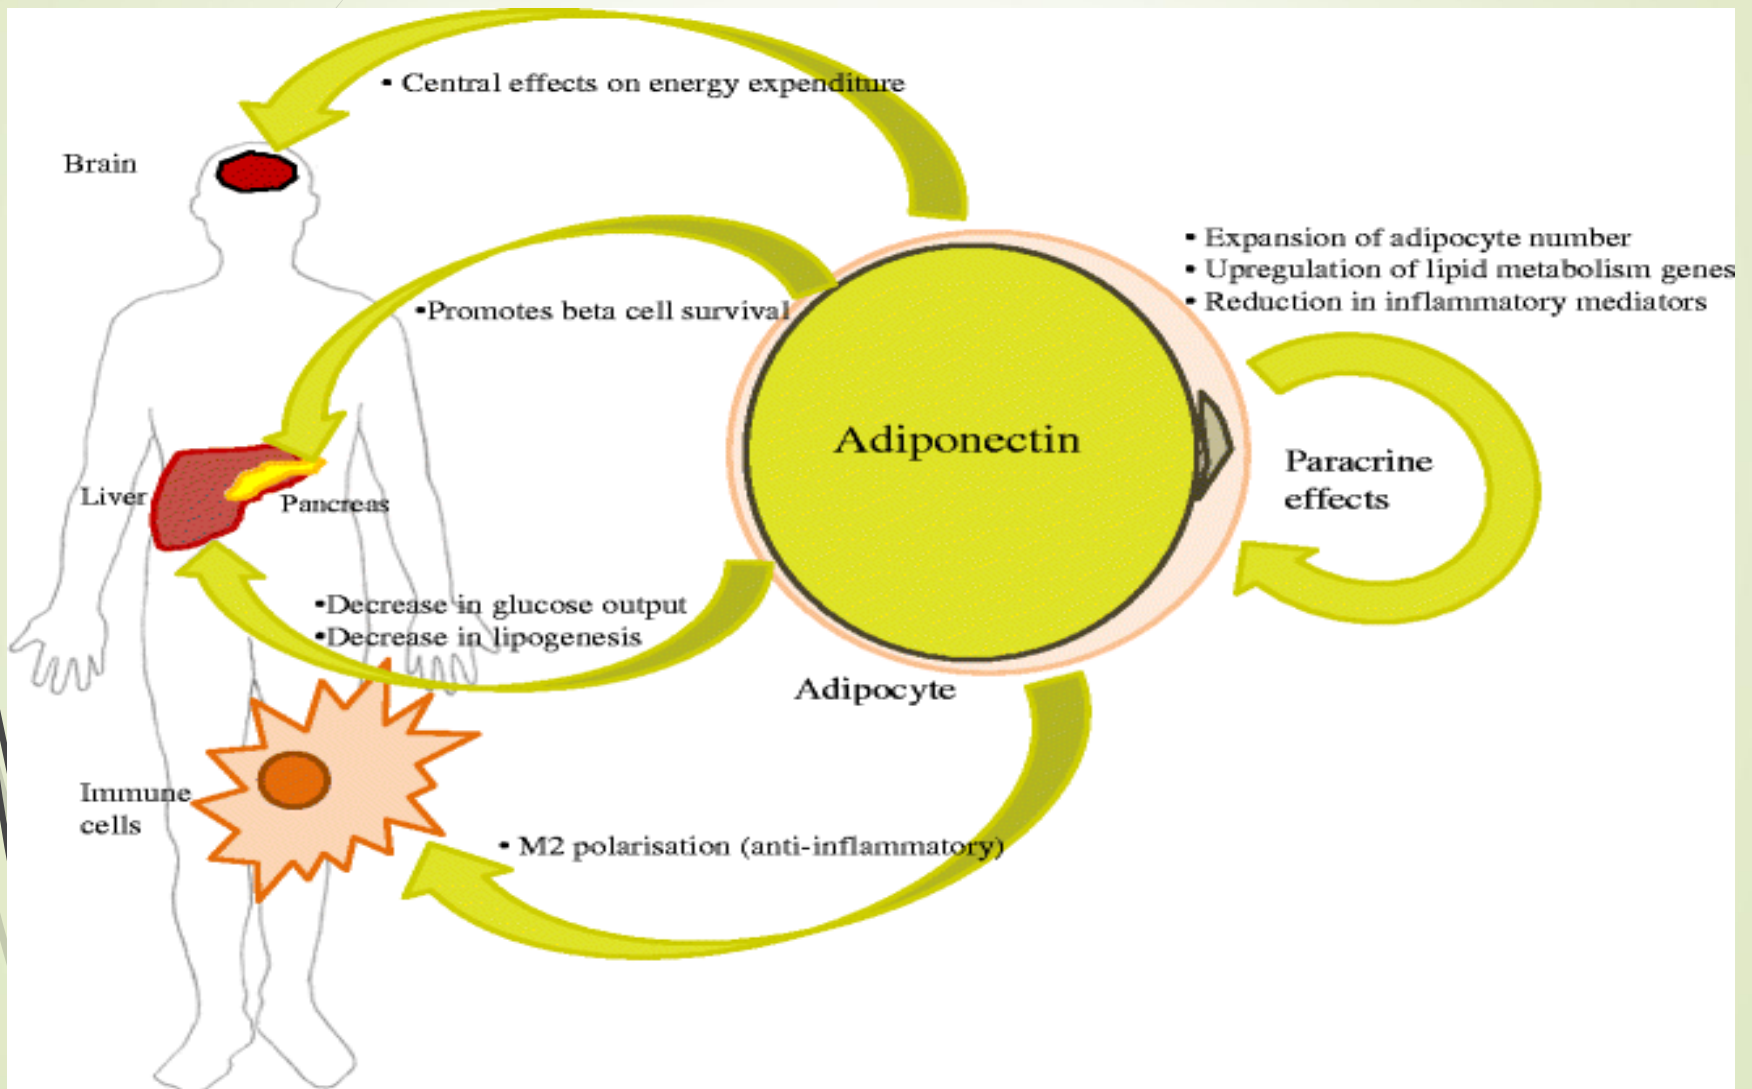 • Central effects on energy expenditure
Brain
• Expansion of adipocyte number
• Upregulation of lipid metabolism genes
• Reduction in inflammatory mediators
•Promotes beta cell survival
Adiponectin
Paracrine
effects
Liver
Pancreas
•Decrease in glucose output
•Decrease in lipogenesis
Adipocyte
Immune
cells
• M2 polarisation (anti-inflammatory)